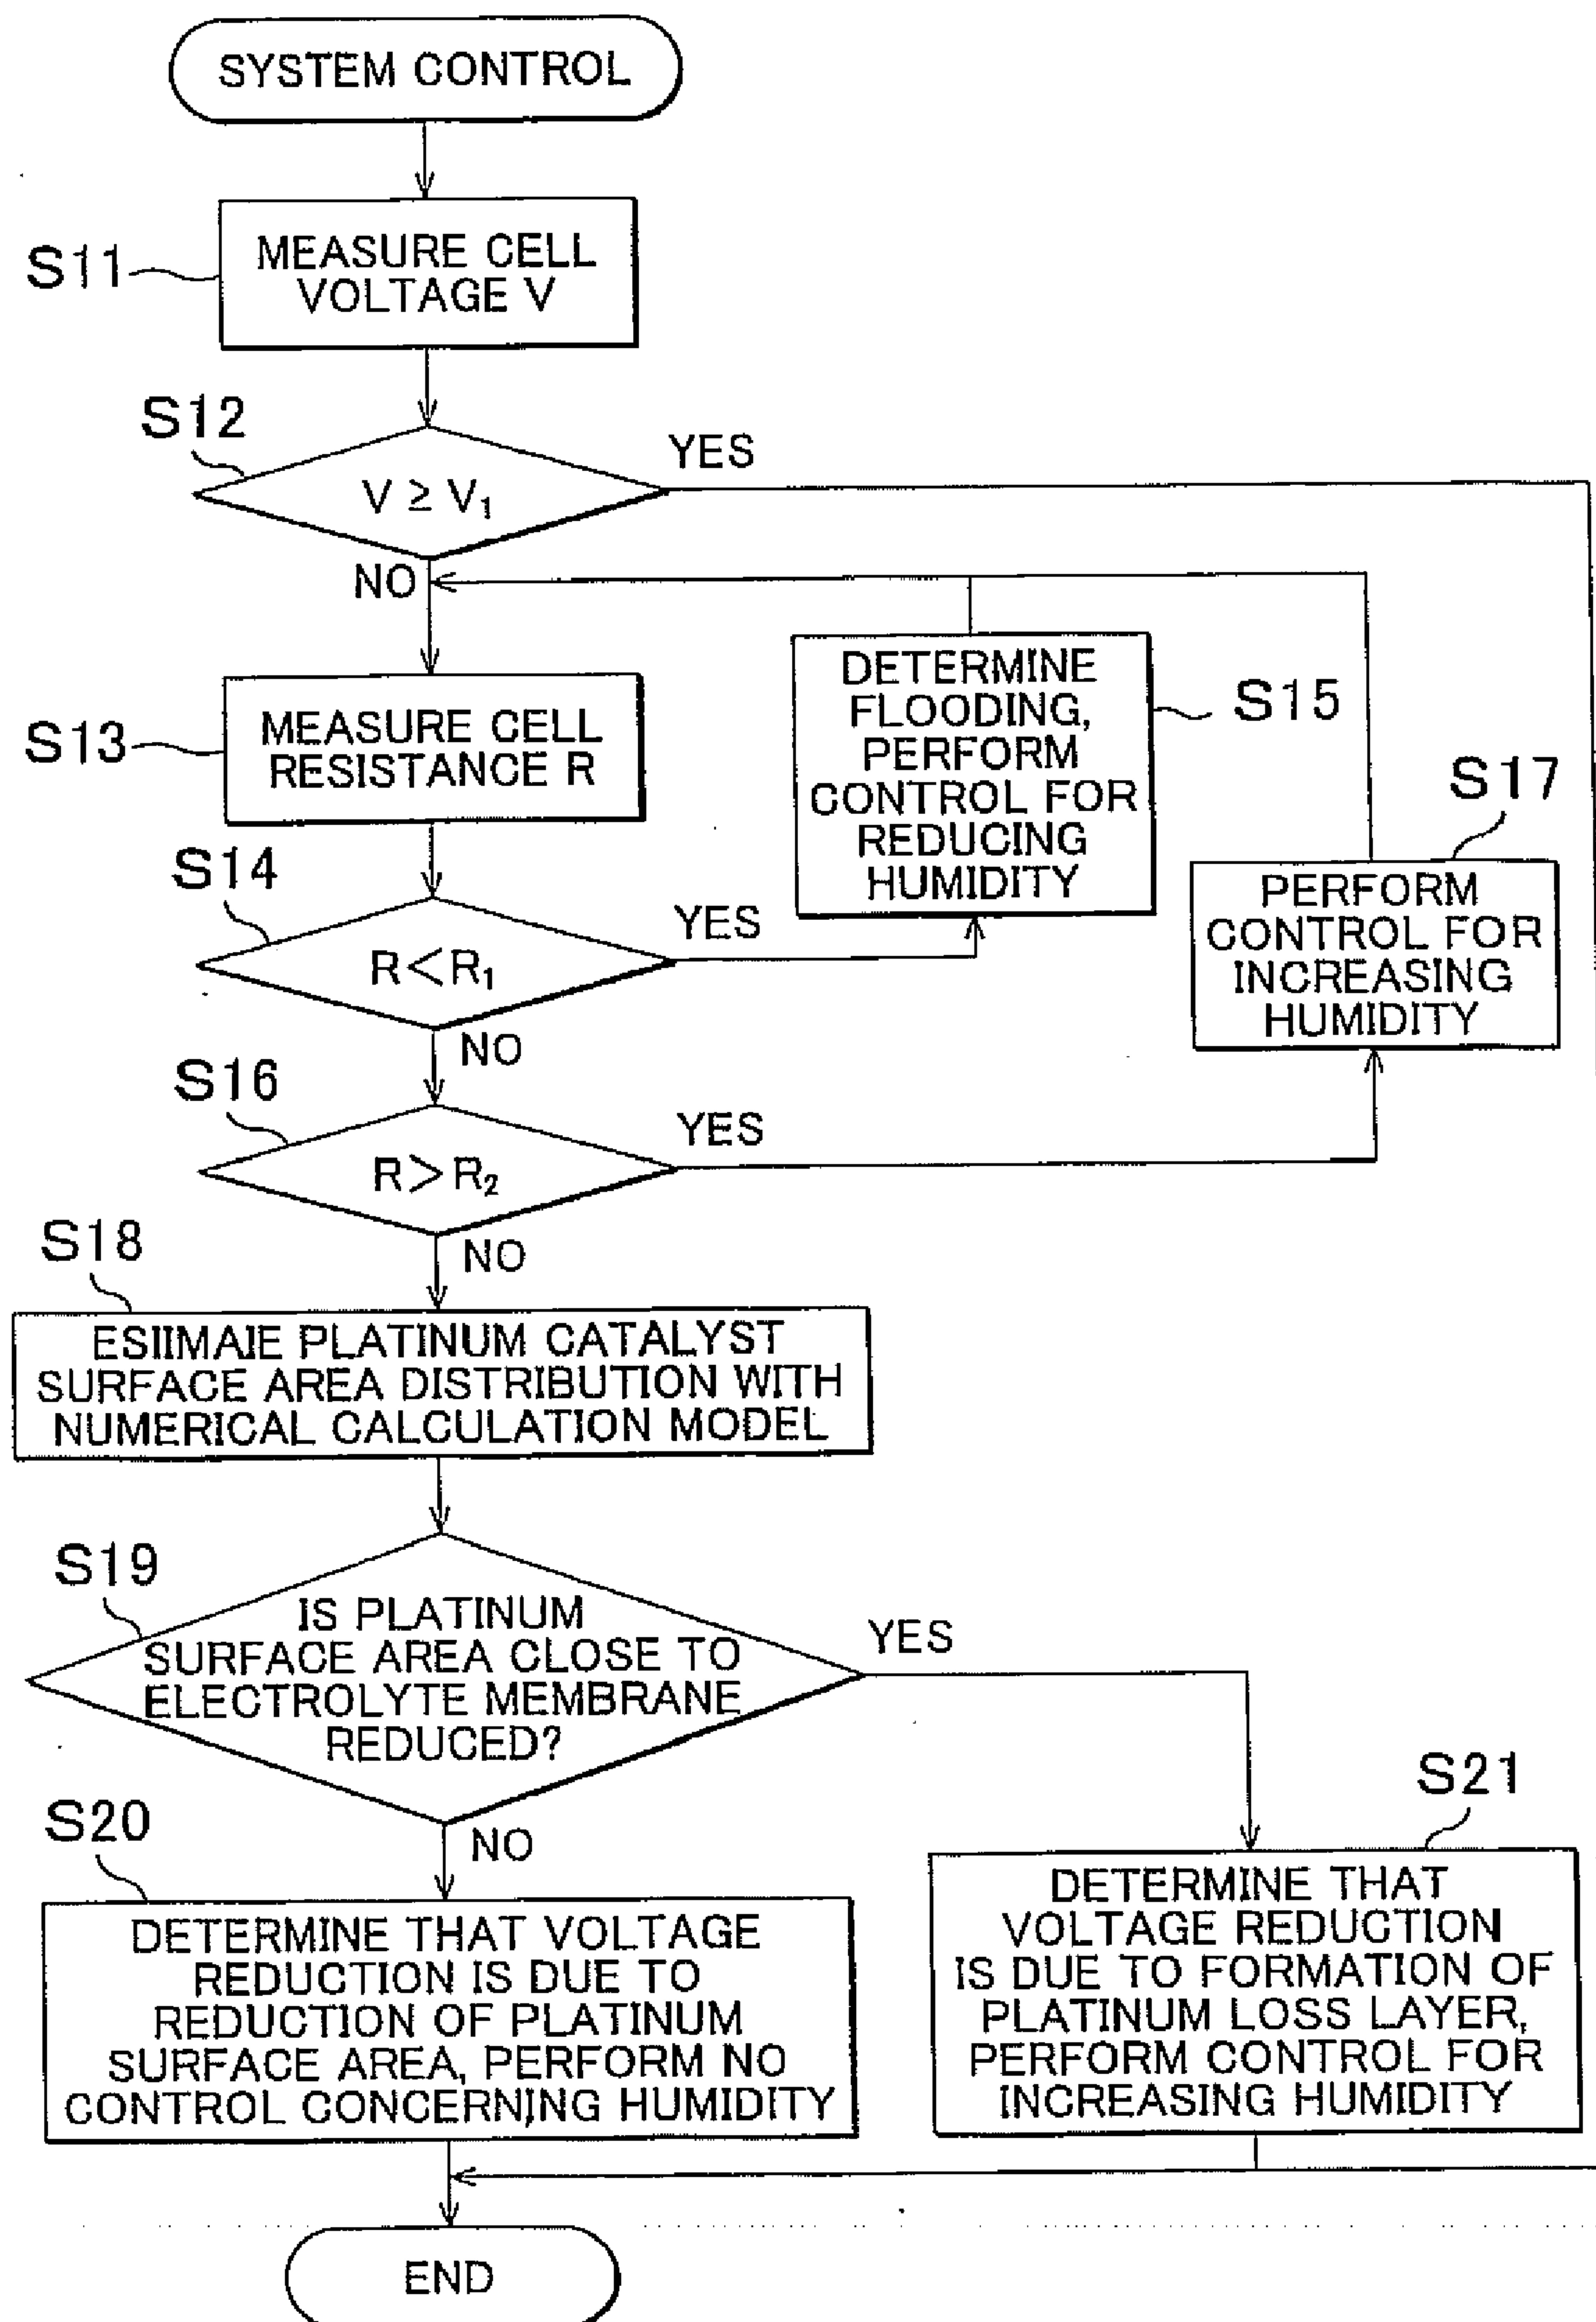 SYSTEM CONTROL
S11
MEASURE CELL
VOLTAGE V
S12
V ≥ V₁
YES
NO
S13
MEASURE CELL
RESISTANCE R
DETERMINE
FLOODING,
PERFORM
CONTROL FOR
REDUCING
HUMIDITY
S15
S14
R<R₁
YES
NO
S17
PERFORM
CONTROL FOR
INCREASING
HUMIDITY
S16
R>R₂
YES
NO
S18
ESIIMAIE PLATINUM CATALYST
SURFACE AREA DISTRIBUTION WITH
NUMERICAL CALCULATION MODEL
S19
IS PLATINUM
SURFACE AREA CLOSE TO
ELECTROLYTE MEMBRANE
REDUCED?
YES
NO
S20
DETERMINE THAT VOLTAGE
REDUCTION IS DUE TO
REDUCTION OF PLATINUM
SURFACE AREA, PERFORM NO
CONTROL CONCERNING HUMIDITY
S21
DETERMINE THAT
VOLTAGE REDUCTION
IS DUE TO FORMATION OF
PLATINUM LOSS LAYER,
PERFORM CONTROL FOR
INCREASING HUMIDITY
END